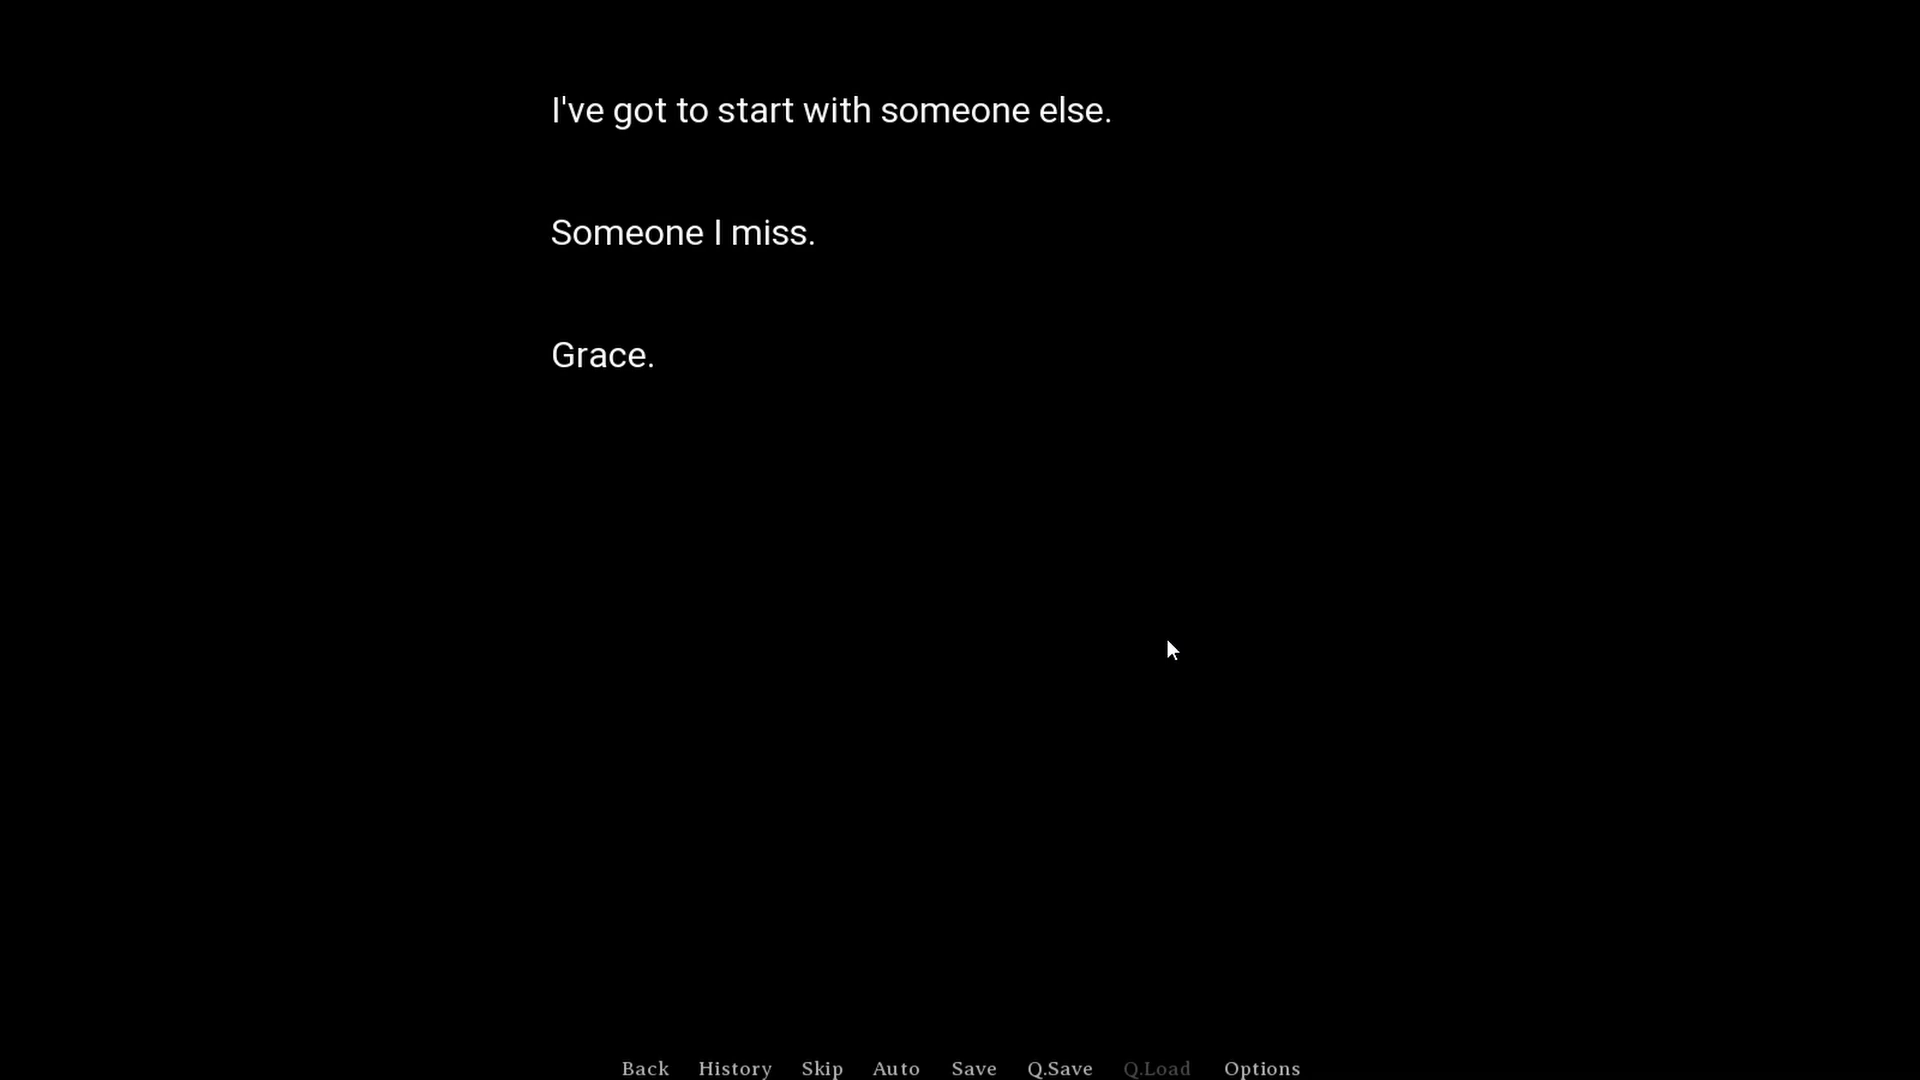 I've got to start with someone else.
Someone I miss.
Grace.
Back History Skip Auto Save Q.Save Q.Load Options